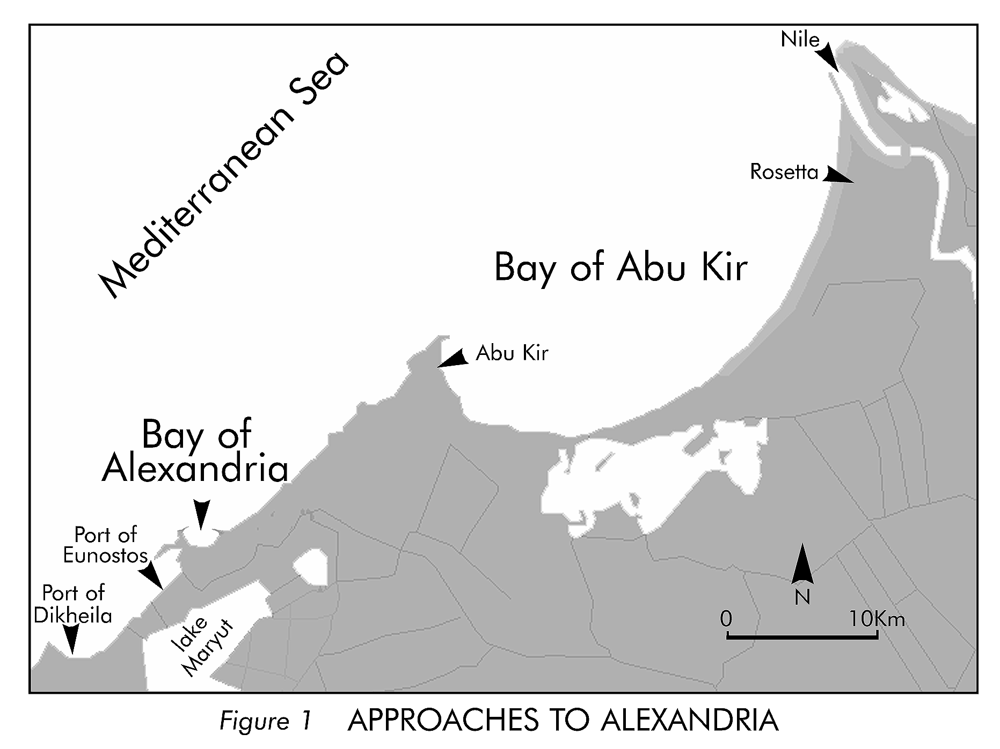 Nile
Mediterranean Sea
Rosetta
Bay of Abu Kir
Abu Kir
Bay of
Alexandria
Port of
Eunostos
Port of
Dikheila
lake
Maryut
N
0 10Km
Figure 1 APPROACHES TO ALEXANDRIA